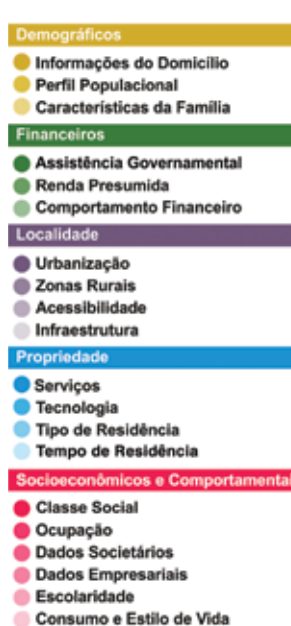 Demográficos
Informações do Domicílio
Perfil Populacional
Características da Família
Financeiros
Assistência Governamental
Renda Presumida
Comportamento Financeiro
Localidade
Urbanização
Zonas Rurais
Acessibilidade
Infraestrutura
Propriedade
Serviços
Tecnologia
Tipo de Residência
Tempo de Residência
Socioeconômicos e Comportamentai
Classe Social
Ocupação
Dados Societários
Dados Empresariais
Escolaridade
Consumo e Estilo de Vida